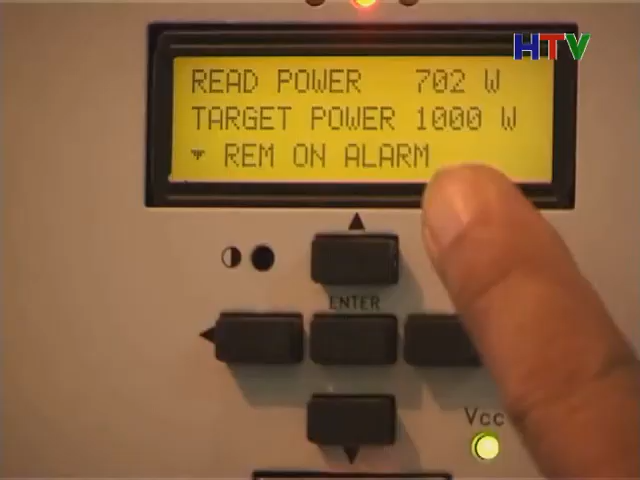 HTV
READ POWER 702 W
TARGET POWER 1000 W
REM ON ALARM
ENTER
Vcc